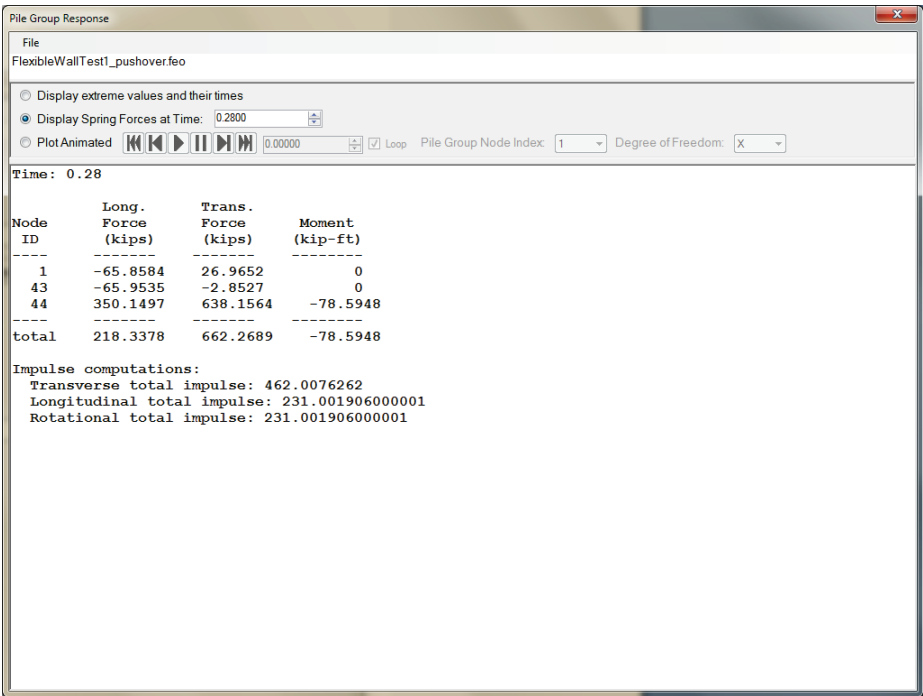 Pile Group Response
File
FlexibleWallTest1_pushover.feo
Display extreme values and their times
Display Spring Forces at Time: 0.2800
Plot Animated 0.00000 Loop Pile Group Node Index: 1 Degree of Freedom: X
Time: 0.28
Long. Trans.
Node Force Force Moment
ID (kips) (kips) (kip-ft)
---- ------- ------- --------
1 -65.8584 26.9652 0
43 -65.9535 -2.8527 0
44 350.1497 638.1564 -78.5948
---- ------- ------- --------
total 218.3378 662.2689 -78.5948
Impulse computations:
Transverse total impulse: 462.0076262
Longitudinal total impulse: 231.001906000001
Rotational total impulse: 231.001906000001